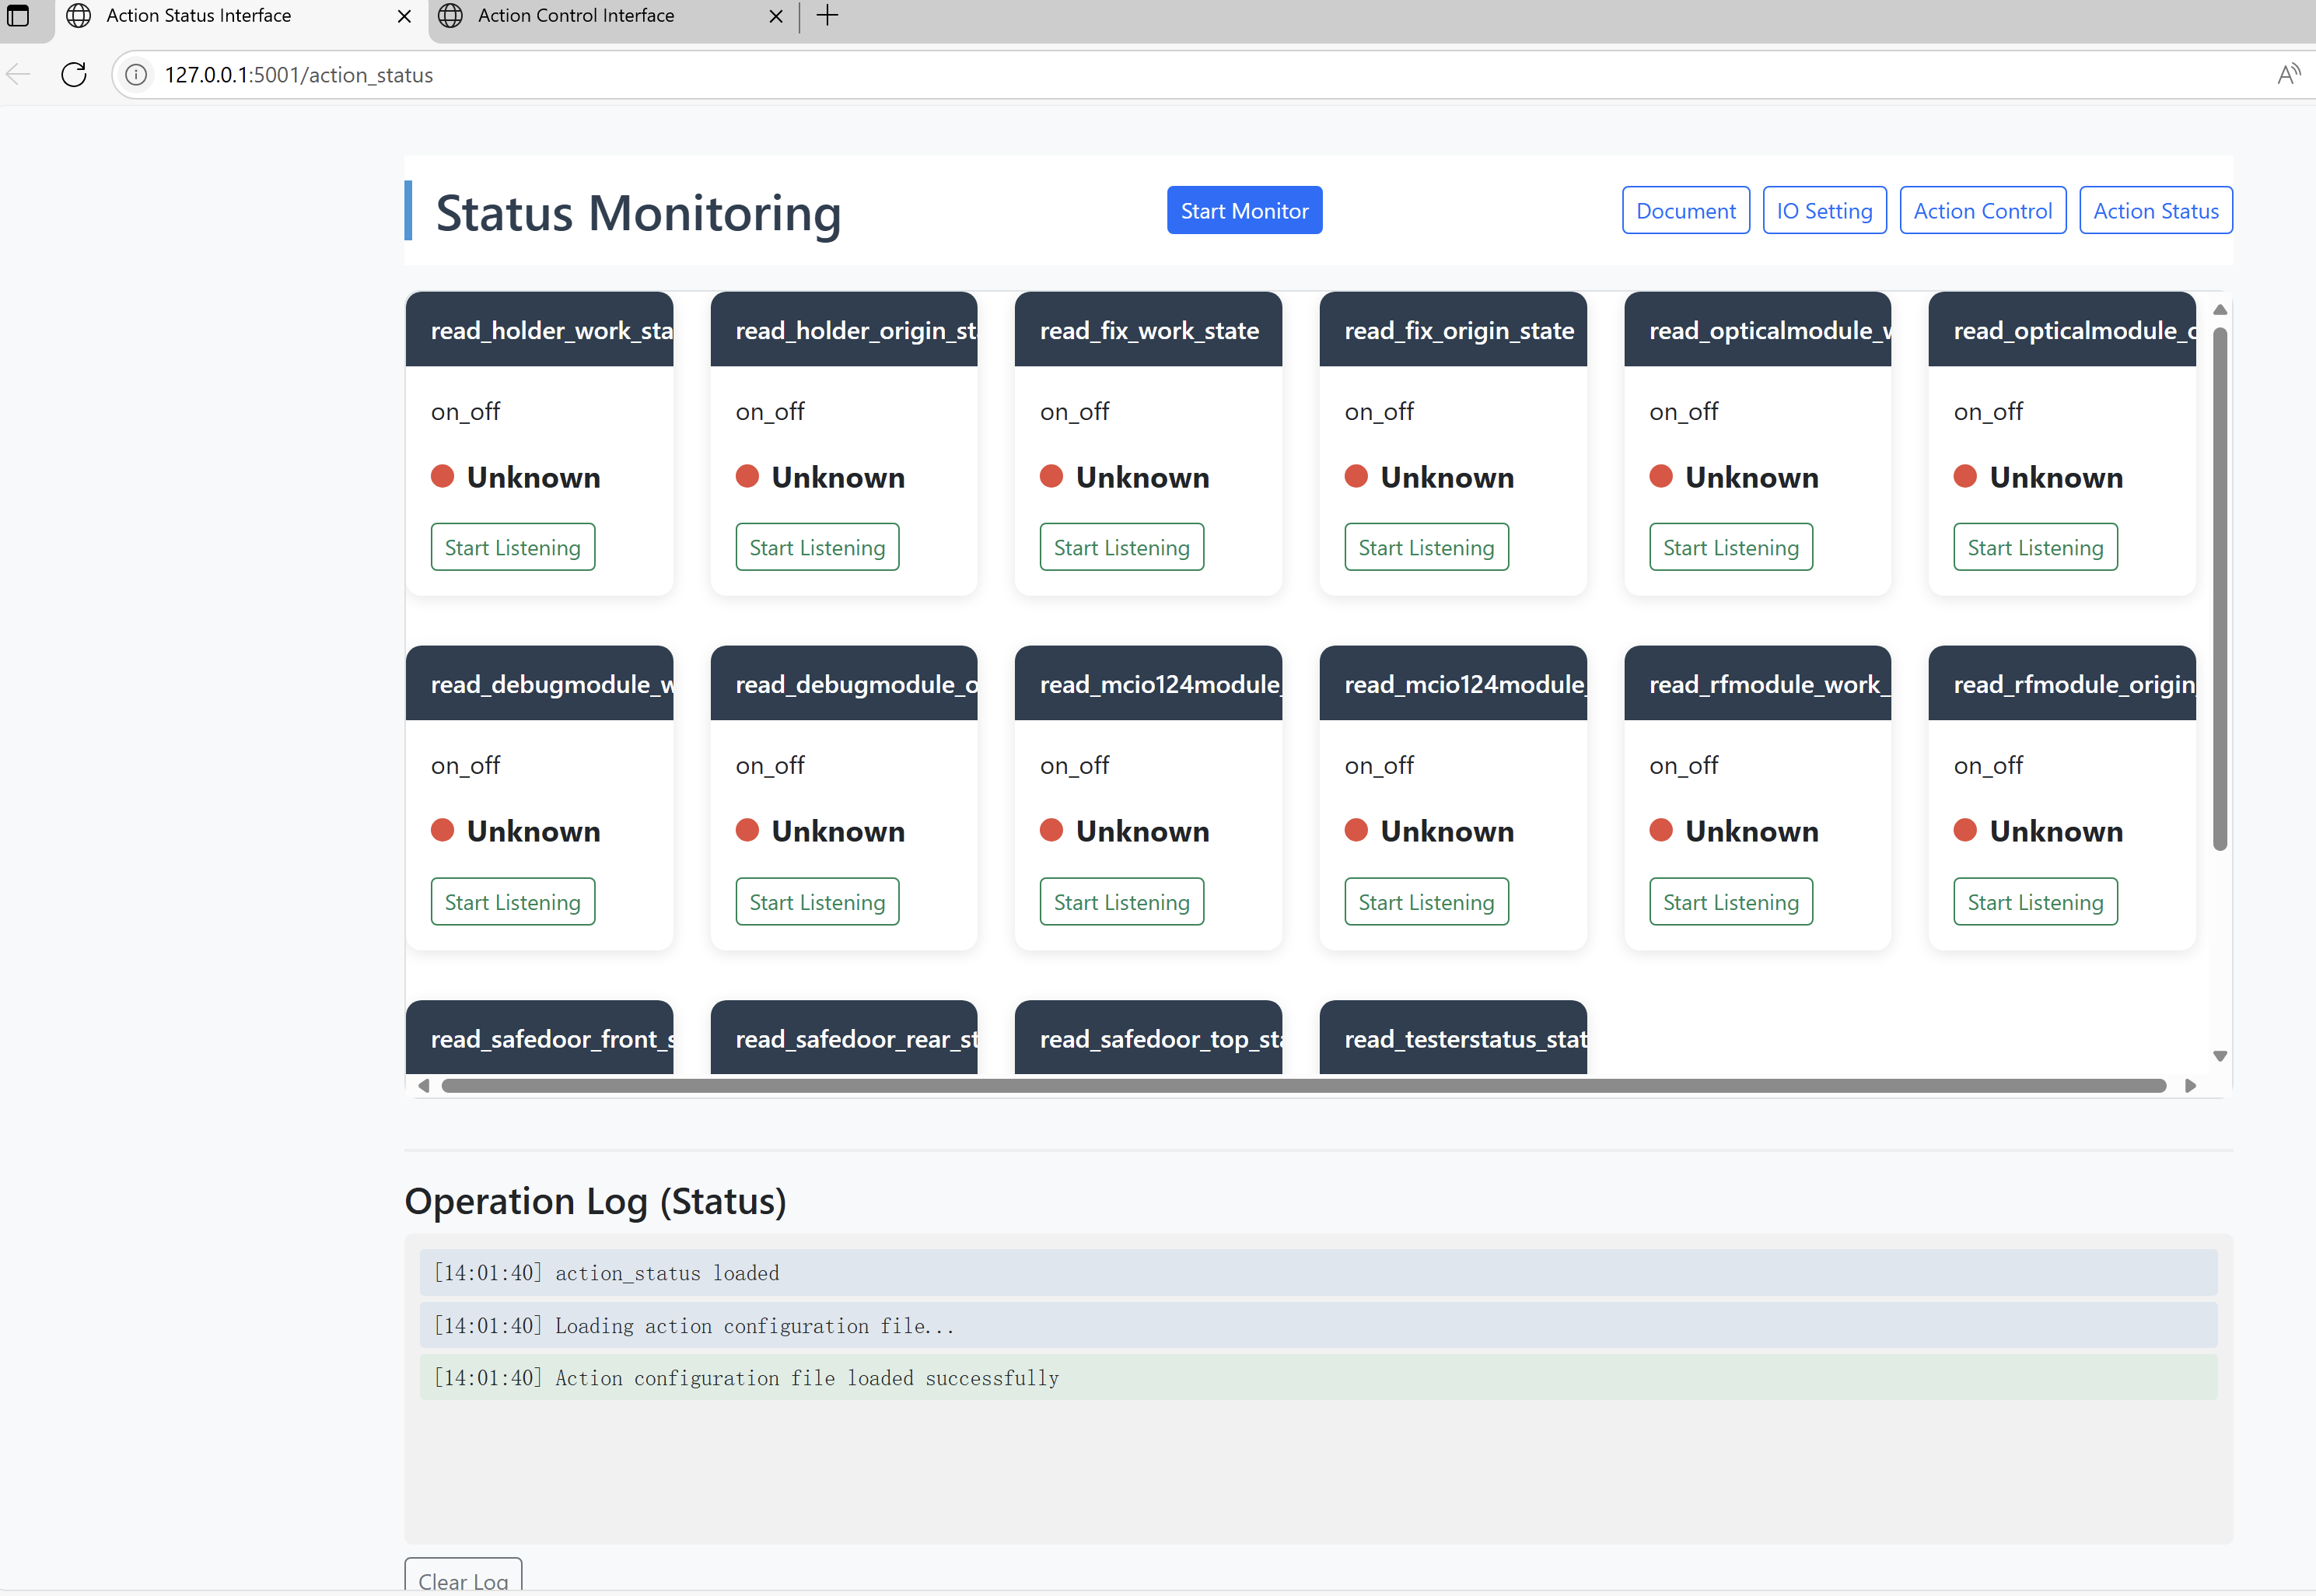 Action Status Interface
Action Control Interface
127.0.0.1:5001/action_status
Status Monitoring
Start Monitor
Document
IO Setting
Action Control
Action Status
read_holder_work_sta
read_holder_origin_st
read_fix_work_state
read_fix_origin_state
read_opticalmodule_w
read_opticalmodule_o
on_off
on_off
on_off
on_off
on_off
on_off
Unknown
Unknown
Unknown
Unknown
Unknown
Unknown
Start Listening
Start Listening
Start Listening
Start Listening
Start Listening
Start Listening
read_debugmodule_w
read_debugmodule_o
read_mcio124module_
read_mcio124module_
read_rfmodule_work_
read_rfmodule_origin_
on_off
on_off
on_off
on_off
on_off
on_off
Unknown
Unknown
Unknown
Unknown
Unknown
Unknown
Start Listening
Start Listening
Start Listening
Start Listening
Start Listening
Start Listening
read_safedoor_front_s
read_safedoor_rear_st
read_safedoor_top_sta
read_testerstatus_stat
Operation Log (Status)
[14:01:40] action_status loaded
[14:01:40] Loading action configuration file...
[14:01:40] Action configuration file loaded successfully
Clear Log